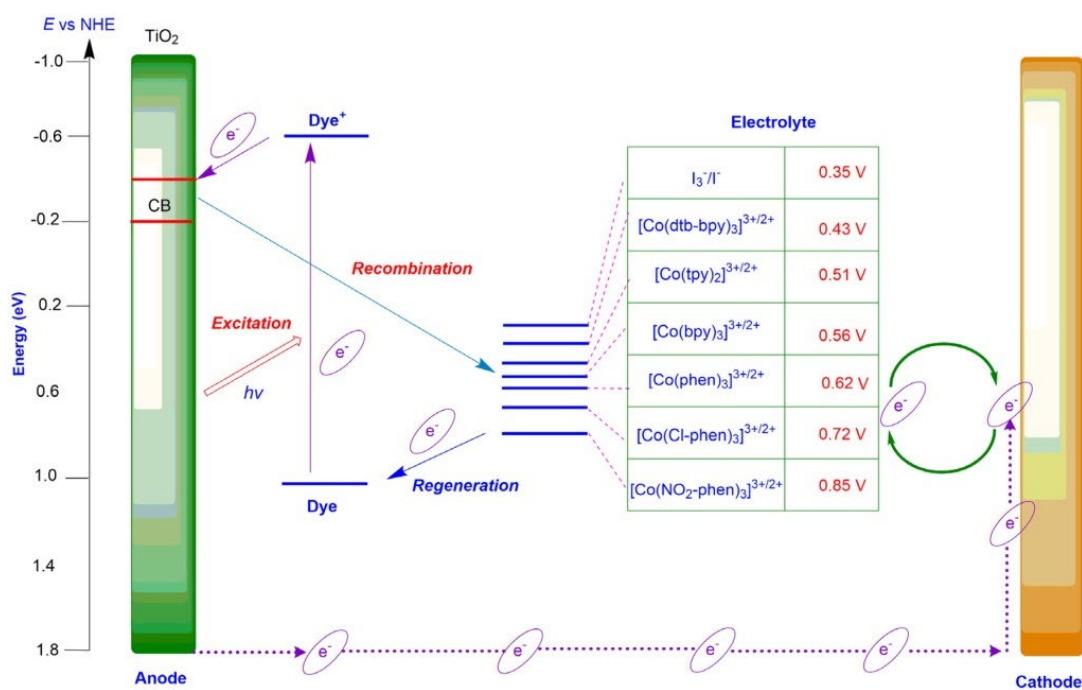 E vs NHE
TiO₂
-1.0
-0.6
-0.2
0.2
0.6
1.0
1.4
1.8
Energy (eV)
e⁻
Dye⁺
CB
Recombination
Excitation
hν
e⁻
e⁻
Regeneration
Dye
Electrolyte
I₃⁻/I⁻ 0.35 V
[Co(dtb-bpy)₃]³⁺/²⁺ 0.43 V
[Co(tpy)₂]³⁺/²⁺ 0.51 V
[Co(bpy)₃]³⁺/²⁺ 0.56 V
[Co(phen)₃]³⁺/²⁺ 0.62 V
[Co(Cl-phen)₃]³⁺/²⁺ 0.72 V
[Co(NO₂-phen)₃]³⁺/²⁺ 0.85 V
e⁻
e⁻
e⁻
e⁻
e⁻
e⁻
e⁻
Anode
Cathode